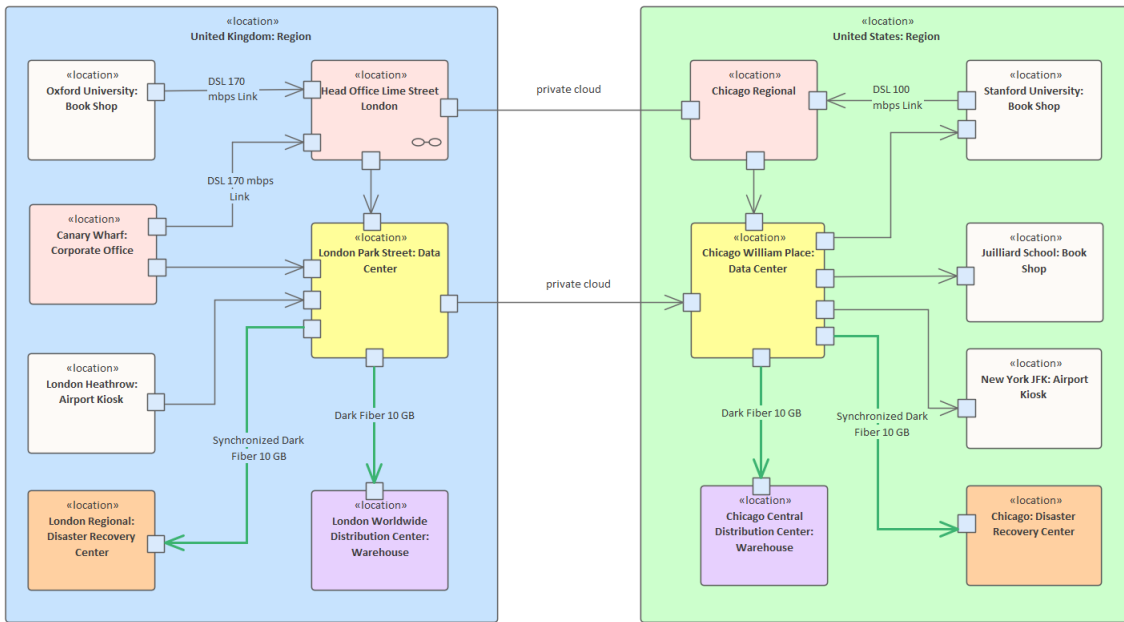 «location»
United Kingdom: Region
«location»
Oxford University:
Book Shop
DSL 170
mbps Link
«location»
Head Office Lime Street
London
«location»
Canary Wharf:
Corporate Office
DSL 170 mbps
Link
«location»
London Park Street: Data
Center
«location»
London Heathrow:
Airport Kiosk
Synchronized Dark
Fiber 10 GB
Dark Fiber 10 GB
«location»
London Regional:
Disaster Recovery
Center
«location»
London Worldwide
Distribution Center:
Warehouse
private cloud
private cloud
«location»
United States: Region
«location»
Chicago Regional
DSL 100
mbps Link
«location»
Stanford University:
Book Shop
«location»
Chicago William Place:
Data Center
«location»
Juilliard School: Book
Shop
«location»
New York JFK: Airport
Kiosk
Dark Fiber 10 GB
Synchronized Dark
Fiber 10 GB
«location»
Chicago Central
Distribution Center:
Warehouse
«location»
Chicago: Disaster
Recovery Center